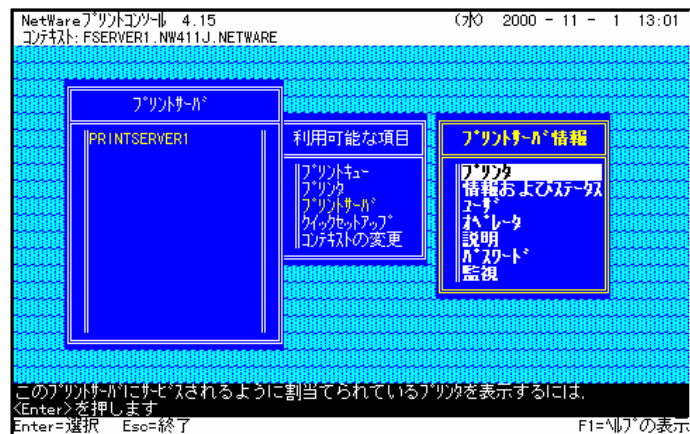 NetWareﾌﾟﾘﾝﾄｺﾝｿｰﾙ 4.15 (水) 2000 - 11 - 1 13:01
ｺﾝﾃｷｽﾄ: FSERVER1.NW411J.NETWARE
ﾌﾟﾘﾝﾄｻｰﾊﾞ
PRINTSERVER1
利用可能な項目
ﾌﾟﾘﾝﾄｷｭｰ
ﾌﾟﾘﾝﾀ
ﾌﾟﾘﾝﾄｻｰﾊﾞ
ｸｲｯｸｾｯﾄｱｯﾌﾟ
ｺﾝﾃｷｽﾄの変更
ﾌﾟﾘﾝﾄｻｰﾊﾞ情報
ﾌﾟﾘﾝﾀ
情報およびｽﾃｰﾀｽ
ﾕｰｻﾞ
ｵﾍﾟﾚｰﾀ
説明
ﾊﾟｽﾜｰﾄﾞ
監視
このﾌﾟﾘﾝﾄｻｰﾊﾞにｻｰﾋﾞｽされるように割当てられているﾌﾟﾘﾝﾀを表示するには,
<Enter>を押します
Enter=選択 Esc=終了 F1=ﾍﾙﾌﾟの表示